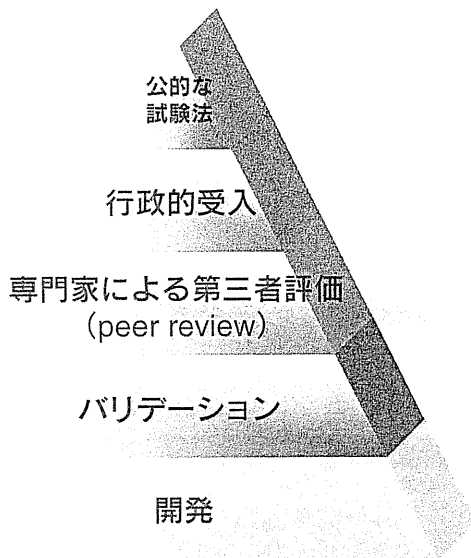 公的な
試験法
行政的受入
専門家による第三者評価
（peer review）
バリデーション
開発